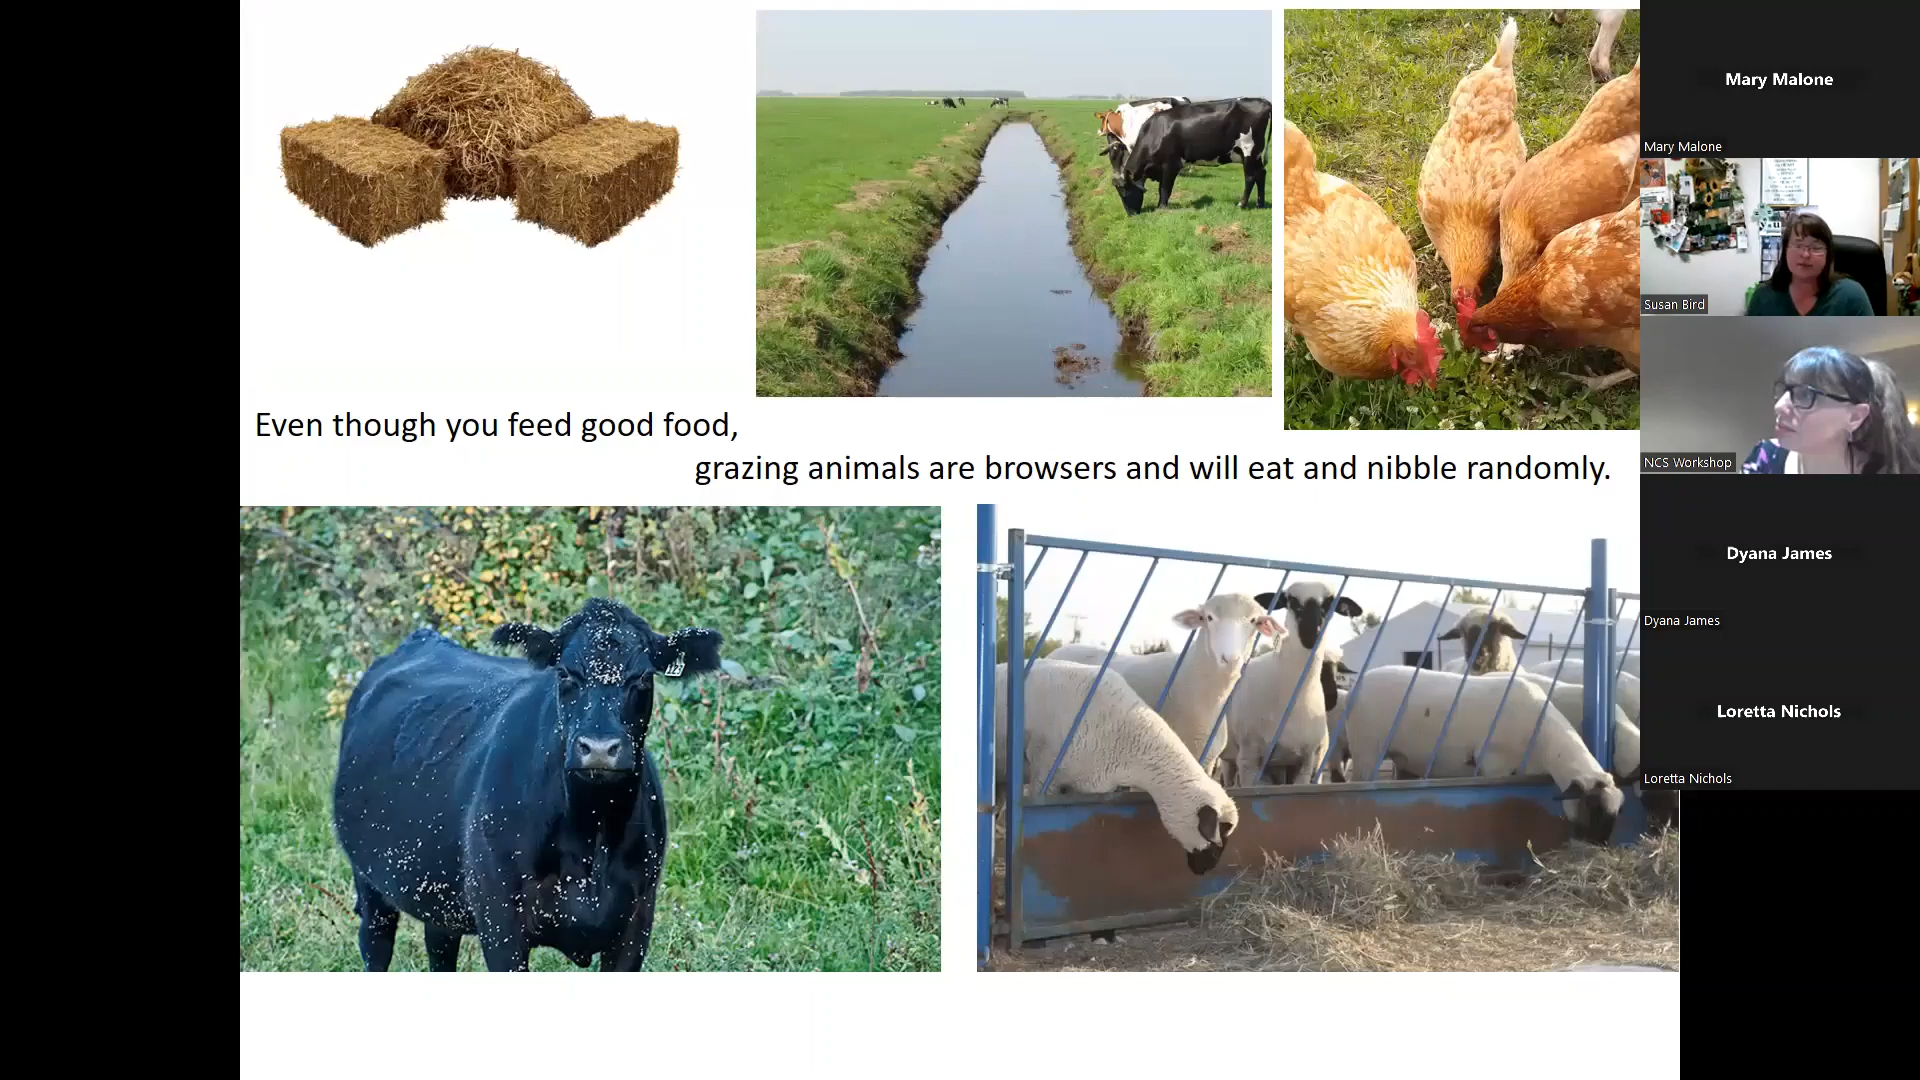 Even though you feed good food,
grazing animals are browsers and will eat and nibble randomly.
Mary Malone
Mary Malone
Susan Bird
NCS Workshop
Dyana James
Dyana James
Loretta Nichols
Loretta Nichols